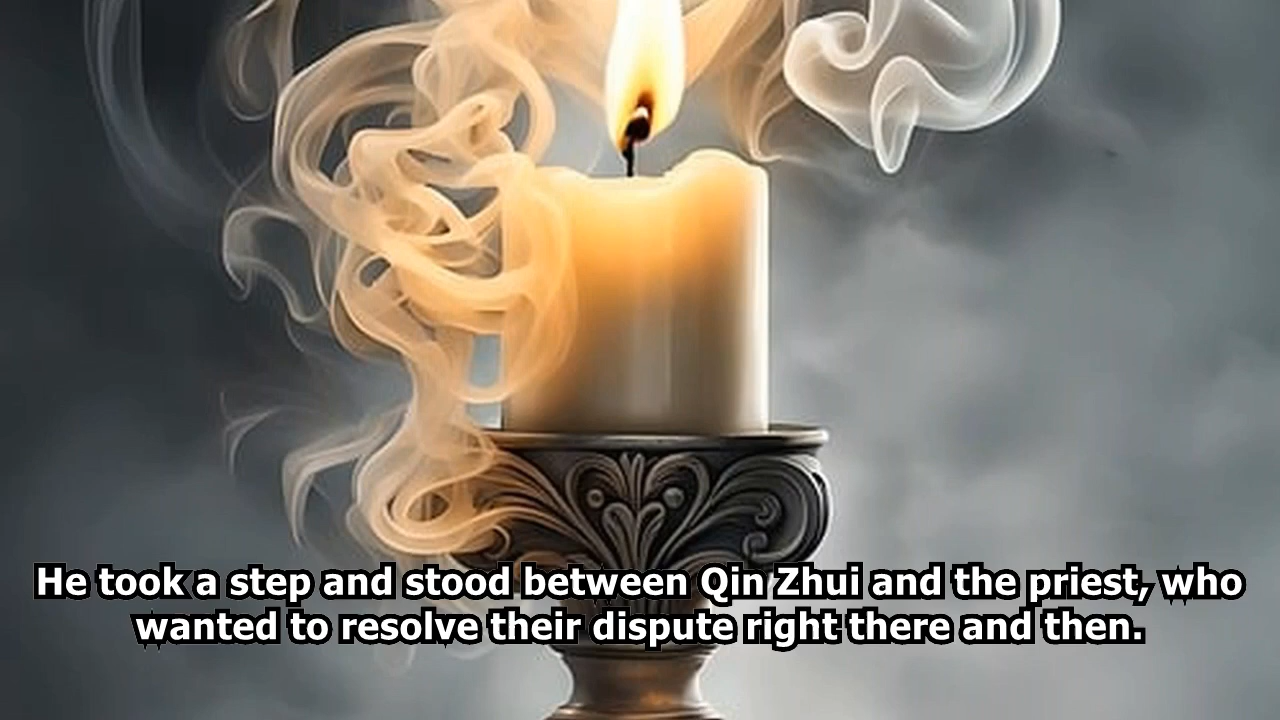 He took a step and stood between Qin Zhui and the priest, who
wanted to resolve their dispute right there and then.